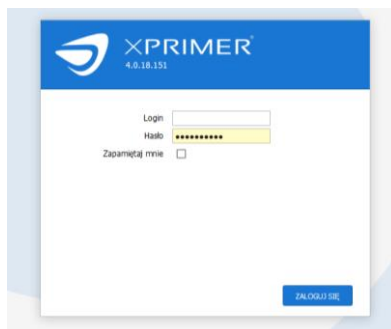 XPRIMER
4.0.18.151
Login
Hasło
Zapamiętaj mnie
ZALOGUJ SIĘ